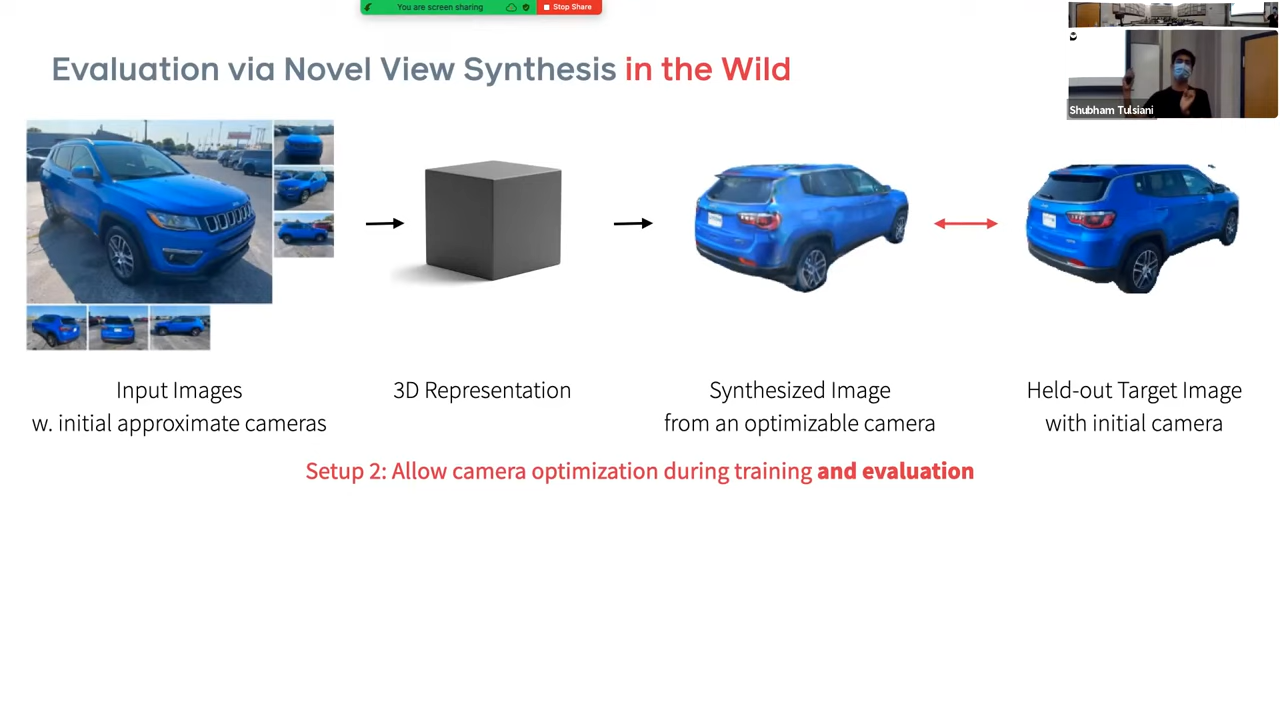 You are screen sharing
Stop Share
Evaluation via Novel View Synthesis in the Wild
Shubham Tulsiani
Input Images
w. initial approximate cameras
3D Representation
Synthesized Image
from an optimizable camera
Held-out Target Image
with initial camera
Setup 2: Allow camera optimization during training and evaluation